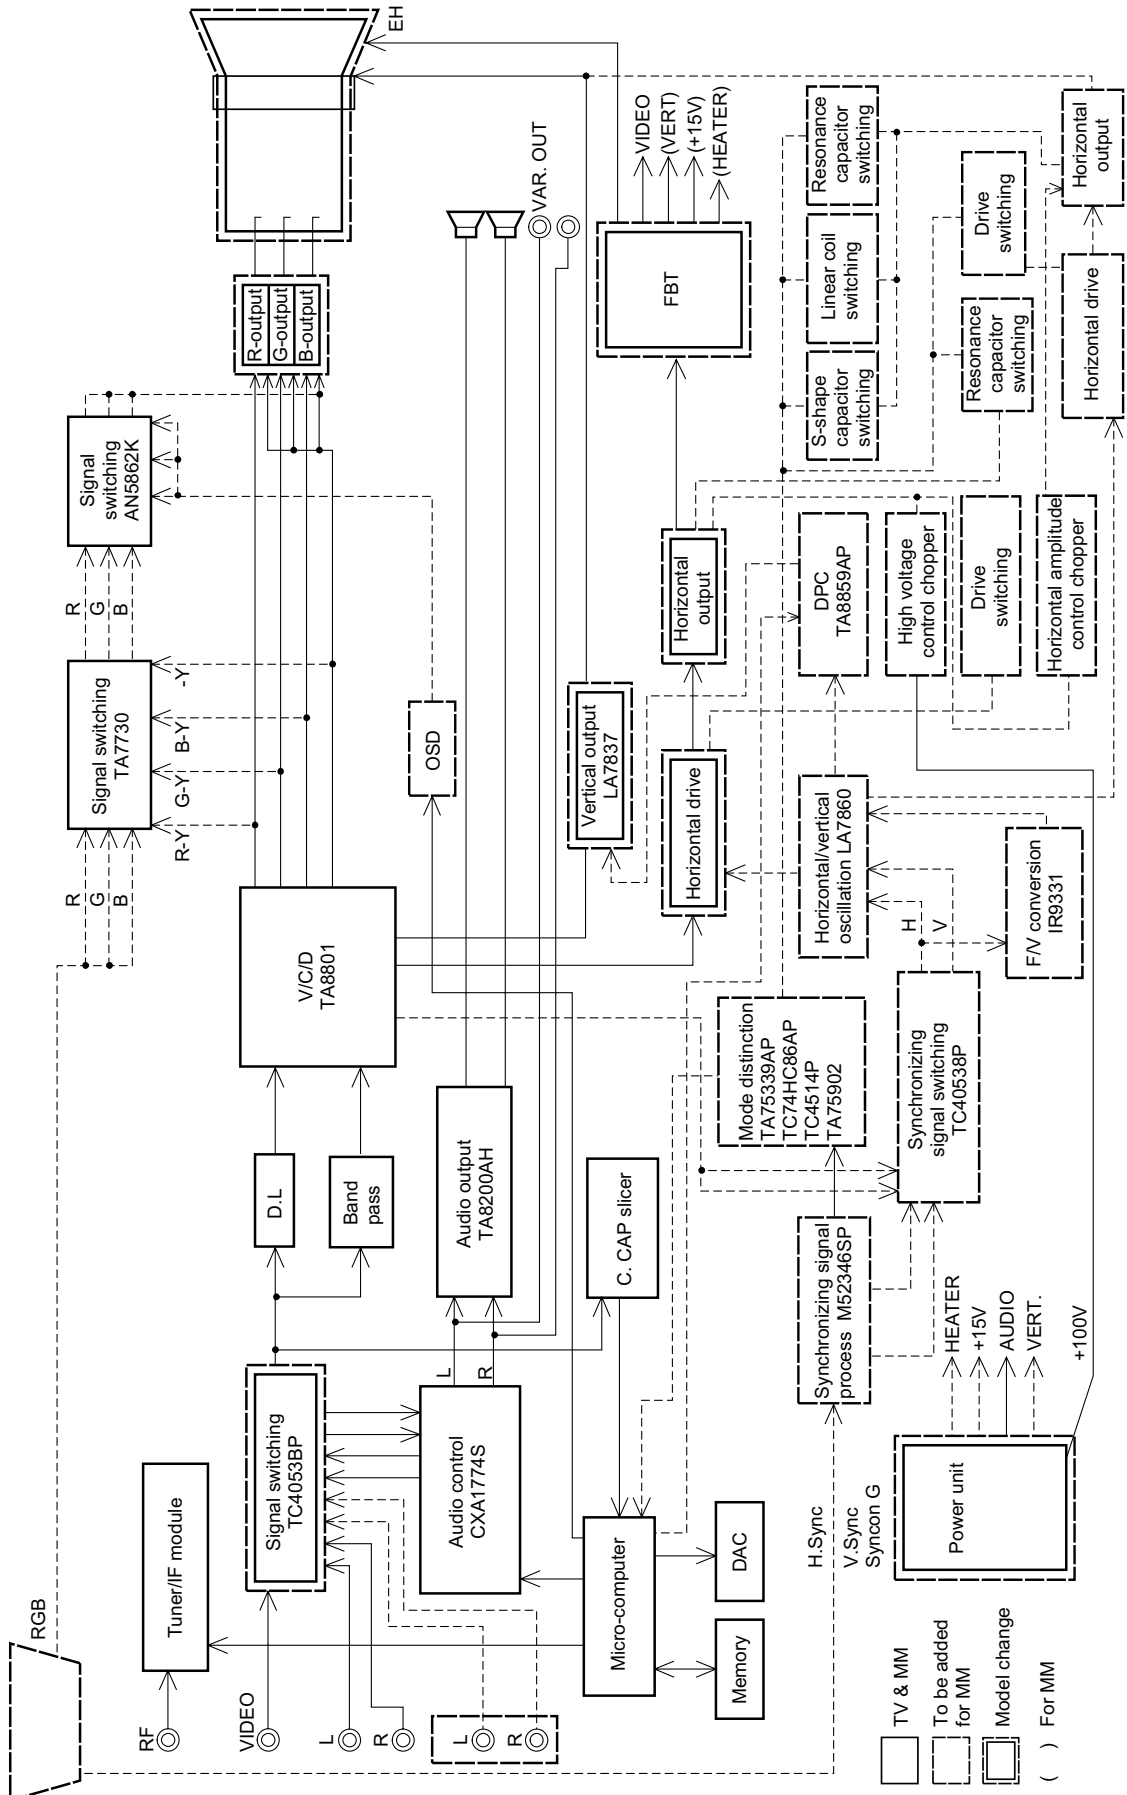 RGB
RF
Tuner/IF module
VIDEO
L
R
L
R
Signal switching
TC4053BP
Audio control
CXA1774S
L
R
D.L
Band
pass
Audio output
TA8200AH
V/C/D
TA8801
R
G
B
Signal switching
TA7730
R-Y
G-Y
B-Y
-Y
R
G
B
Signal
switching
AN5862K
OSD
R-output
G-output
B-output
EH
VAR. OUT
Micro-computer
Memory
DAC
C. CAP slicer
Vertical output
LA7837
Horizontal drive
Horizontal
output
FBT
VIDEO
(VERT)
(+15V)
(HEATER)
Mode distinction
TA75339AP
TC74HC86AP
TC4514P
TA75902
Horizontal/vertical
oscillation LA7860
DPC
TA8859AP
S-shape
capacitor
switching
Linear coil
switching
Resonance
capacitor
switching
H.Sync
V.Sync
Syncon G
Synchronizing signal
process M52346SP
Synchronizing
signal switching
TC40538P
H
V
F/V conversion
IR9331
High voltage
control chopper
Drive
switching
Horizontal amplitude
control chopper
Resonance
capacitor
switching
Drive
switching
Horizontal drive
Horizontal
output
Power unit
HEATER
+15V
AUDIO
VERT.
+100V
TV & MM
To be added
for MM
Model change
( ) For MM